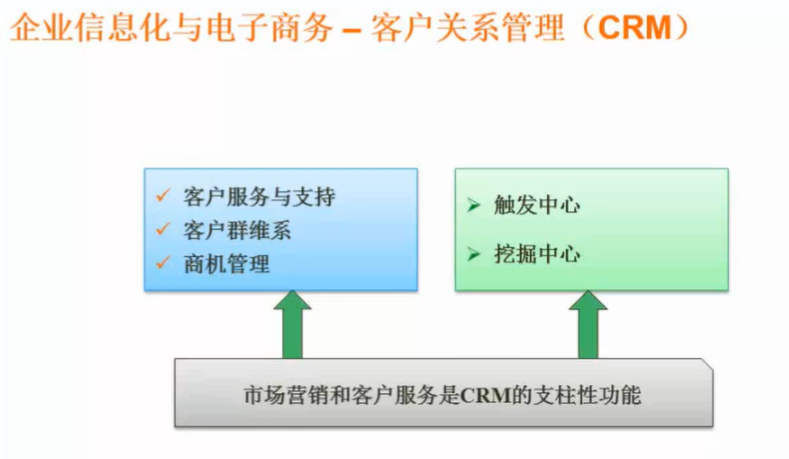 企业信息化与电子商务 – 客户关系管理（CRM）
客户服务与支持
客户群维系
商机管理
触发中心
挖掘中心
市场营销和客户服务是CRM的支柱性功能